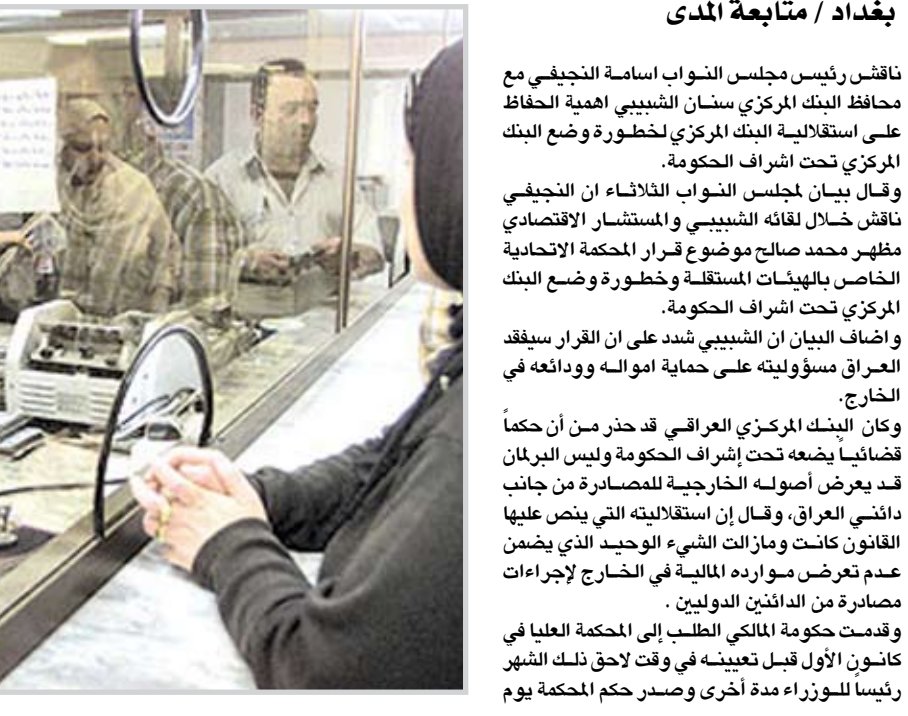 بغداد / متابعة المدى
ناقش رئيس مجلس النواب اسامة النجيفي مع
محافظ البنك المركزي سنان الشبيبي اهمية الحفاظ
على استقلالية البنك المركزي لخطورة وضع البنك
المركزي تحت اشراف الحكومة.
وقال بيان لمجلس النواب الثلاثاء ان النجيفي
ناقش خلال لقائه الشبيبي والمستشار الاقتصادي
مظهر محمد صالح موضوع قرار المحكمة الاتحادية
الخاص بالهيئات المستقلة وخطورة وضع البنك
المركزي تحت اشراف الحكومة.
واضاف البيان ان الشبيبي شدد على ان القرار سيفقد
العراق مسؤوليته على حماية امواله وودائعه في
الخارج.
وكان البنك المركزي العراقي قد حذر من أن حكماً
قضائياً يضعه تحت إشراف الحكومة وليس البرلمان
قد يعرض أصوله الخارجية للمصادرة من جانب
دائني العراق، وقال إن استقلاليته التي ينص عليها
القانون كانت ومازالت الشيء الوحيد الذي يضمن
عدم تعرض موارده المالية في الخارج لإجراءات
مصادرة من الدائنين الدوليين .
وقدمت حكومة المالكي الطلب إلى المحكمة العليا في
كانون الأول قبل تعيينه في وقت لاحق ذلك الشهر
رئيساً للوزراء مدة أخرى وصدر حكم المحكمة يوم